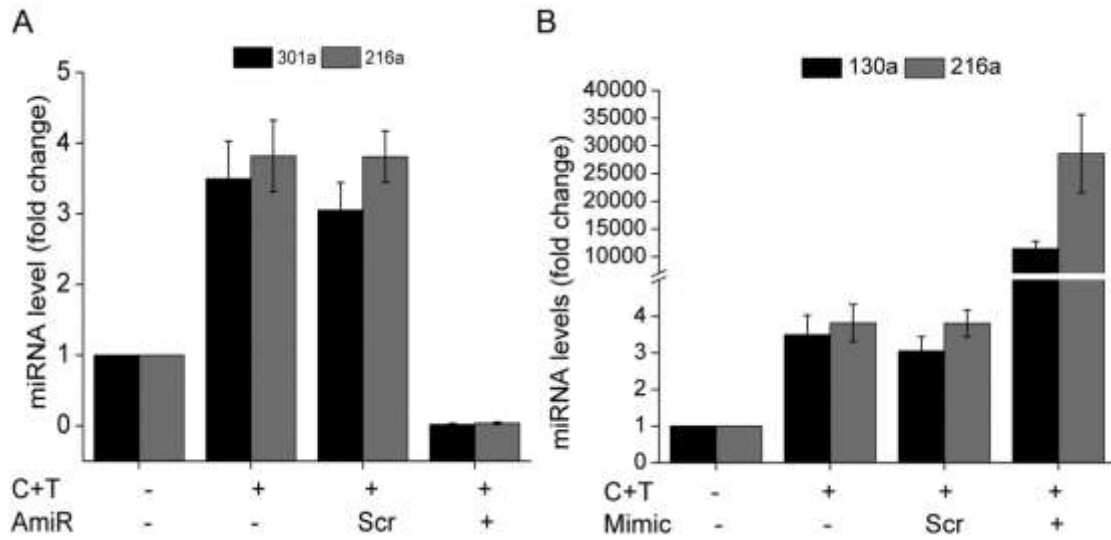 A
301a 216a
miRNA level (fold change)
5
4
3
2
1
0
C+T - + + +
AmiR - - Scr +
B
130a 216a
miRNA levels (fold change)
40000
35000
30000
25000
20000
15000
10000
4
3
2
1
0
C+T - + + +
Mimic - - Scr +